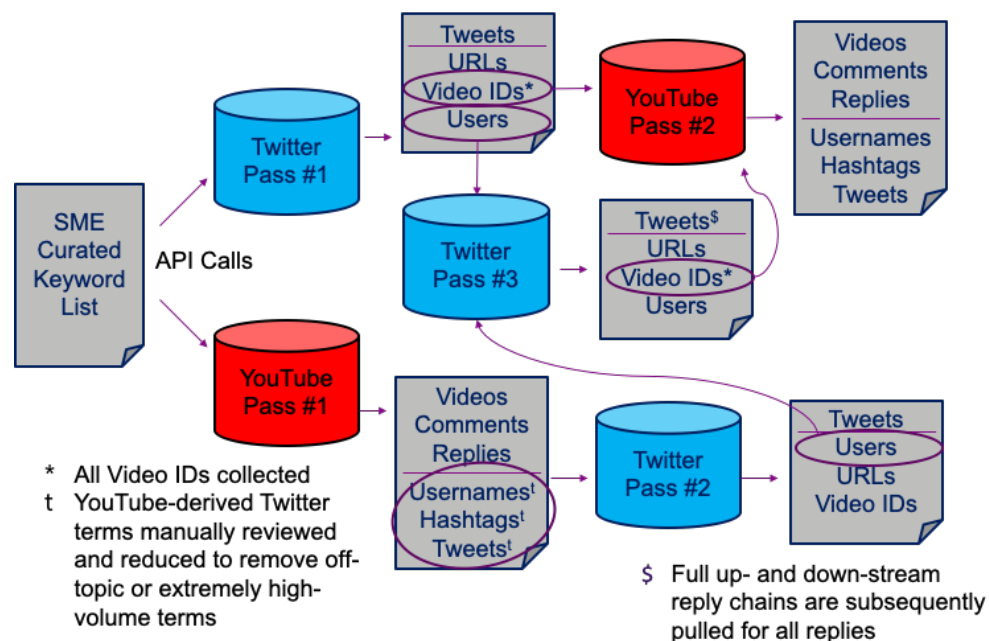 SME
Curated
Keyword
List
API Calls
Twitter
Pass #1
Tweets
URLs
Video IDs*
Users
YouTube
Pass #2
Videos
Comments
Replies
Usernames
Hashtags
Tweets
Twitter
Pass #3
Tweets$
URLs
Video IDs*
Users
YouTube
Pass #1
Videos
Comments
Replies
Usernamesᵗ
Hashtagsᵗ
Tweetsᵗ
Twitter
Pass #2
Tweets
Users
URLs
Video IDs
* All Video IDs collected
t YouTube-derived Twitter
terms manually reviewed
and reduced to remove off-
topic or extremely high-
volume terms
$ Full up- and down-stream
reply chains are subsequently
pulled for all replies